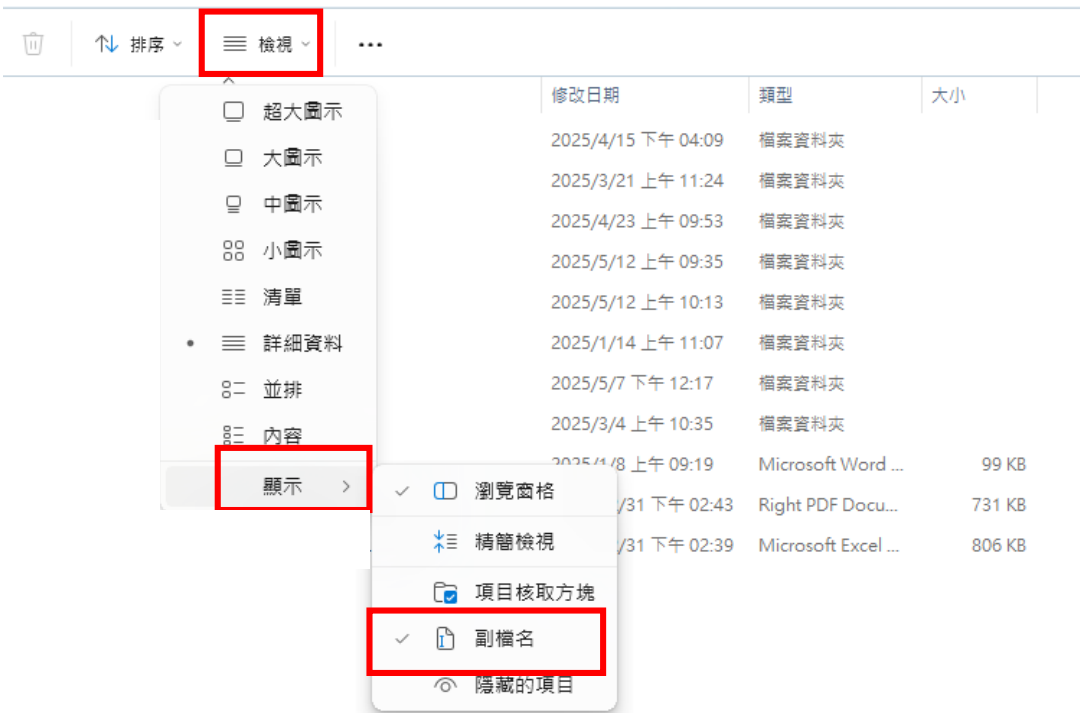 排序 檢視 ...
修改日期 類型 大小
超大圖示
大圖示
中圖示
小圖示
清單
詳細資料
並排
內容
顯示
瀏覽窗格
精簡檢視
項目核取方塊
副檔名
隱藏的項目
2025/4/15 下午 04:09 檔案資料夾
2025/3/21 上午 11:24 檔案資料夾
2025/4/23 上午 09:53 檔案資料夾
2025/5/12 上午 09:35 檔案資料夾
2025/5/12 上午 10:13 檔案資料夾
2025/1/14 上午 11:07 檔案資料夾
2025/5/7 下午 12:17 檔案資料夾
2025/3/4 上午 10:35 檔案資料夾
2025/1/8 上午 09:19 Microsoft Word ... 99 KB
/31 下午 02:43 Right PDF Docu... 731 KB
/31 下午 02:39 Microsoft Excel ... 806 KB